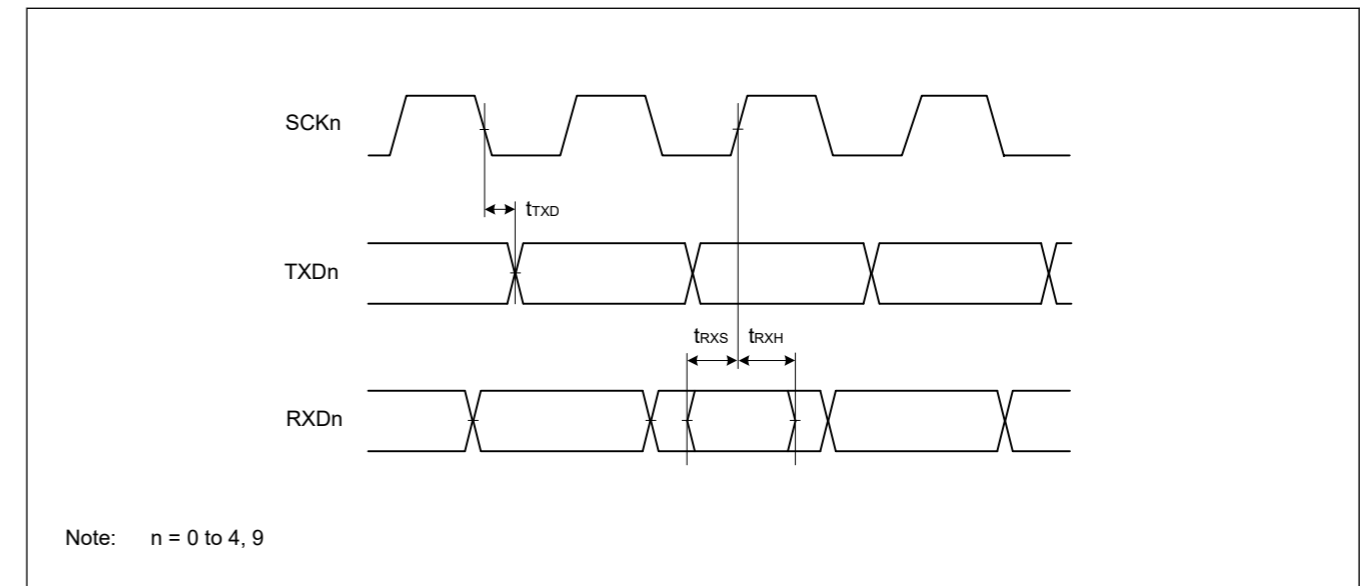 SCKn
tTXD
TXDn
tRXS tRXH
RXDn
Note: n = 0 to 4, 9